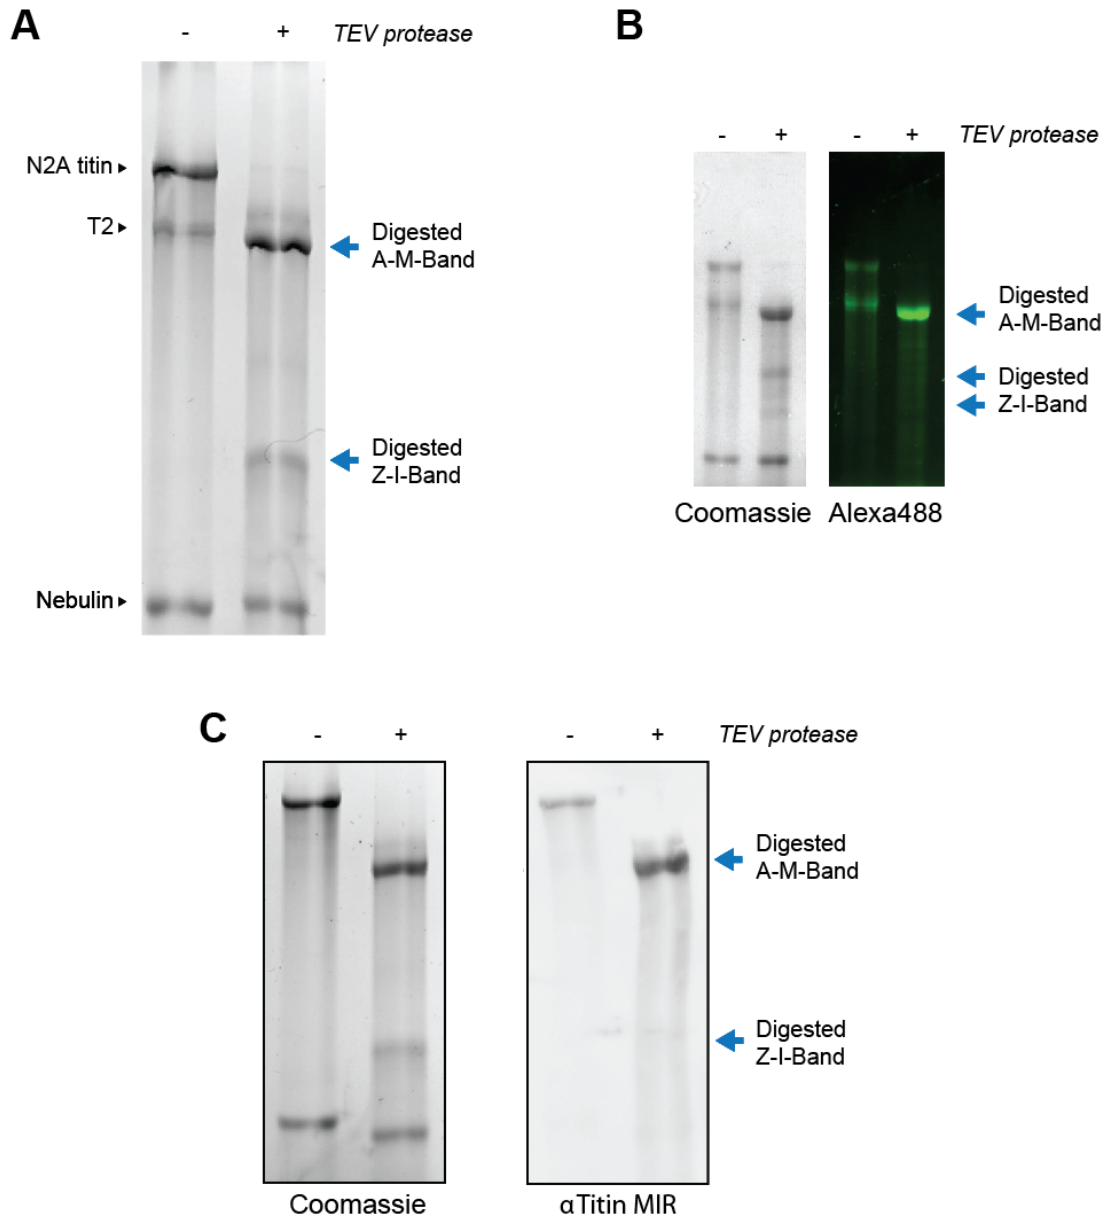 A
- + TEV protease
N2A titin
T2
Digested
A-M-Band
Digested
Z-I-Band
Nebulin
B
- + - + TEV protease
Digested
A-M-Band
Digested
Z-I-Band
Coomassie Alexa488
C
- + - + TEV protease
Digested
A-M-Band
Digested
Z-I-Band
Coomassie αTitin MIR